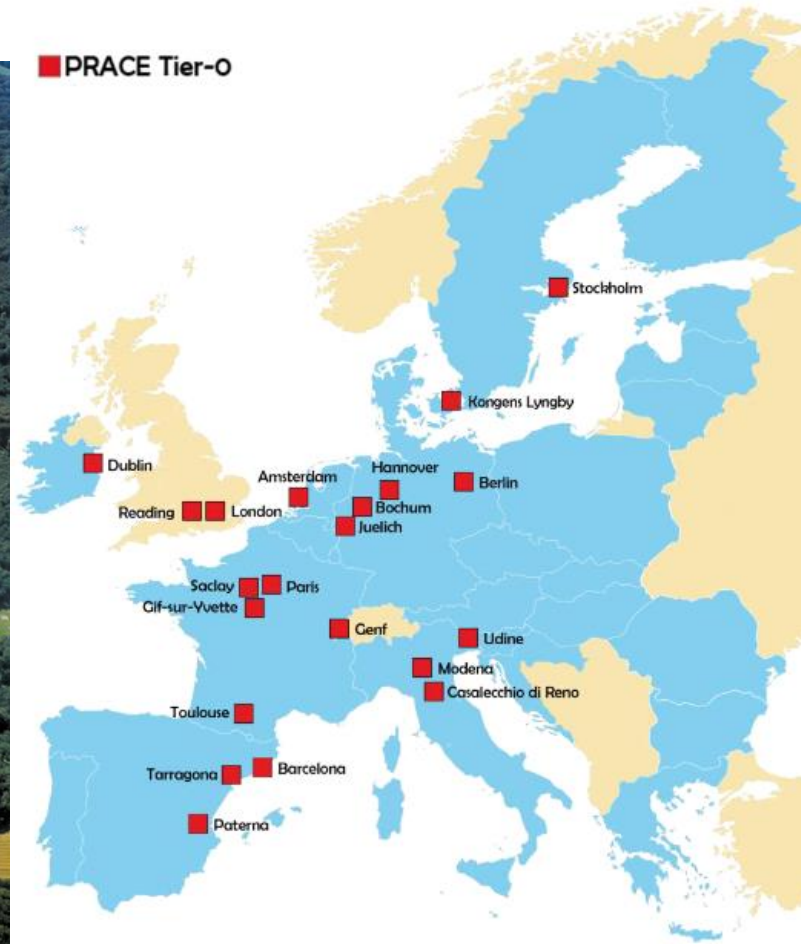 PRACE Tier-0
Stockholm
Kongens Lyngby
Dublin
Amsterdam
Hannover
Berlin
Reading
London
Bochum
Juelich
Saclay
Paris
Gif-sur-Yvette
Genf
Udine
Modena
Casalecchio di Reno
Toulouse
Tarragona
Barcelona
Paterna